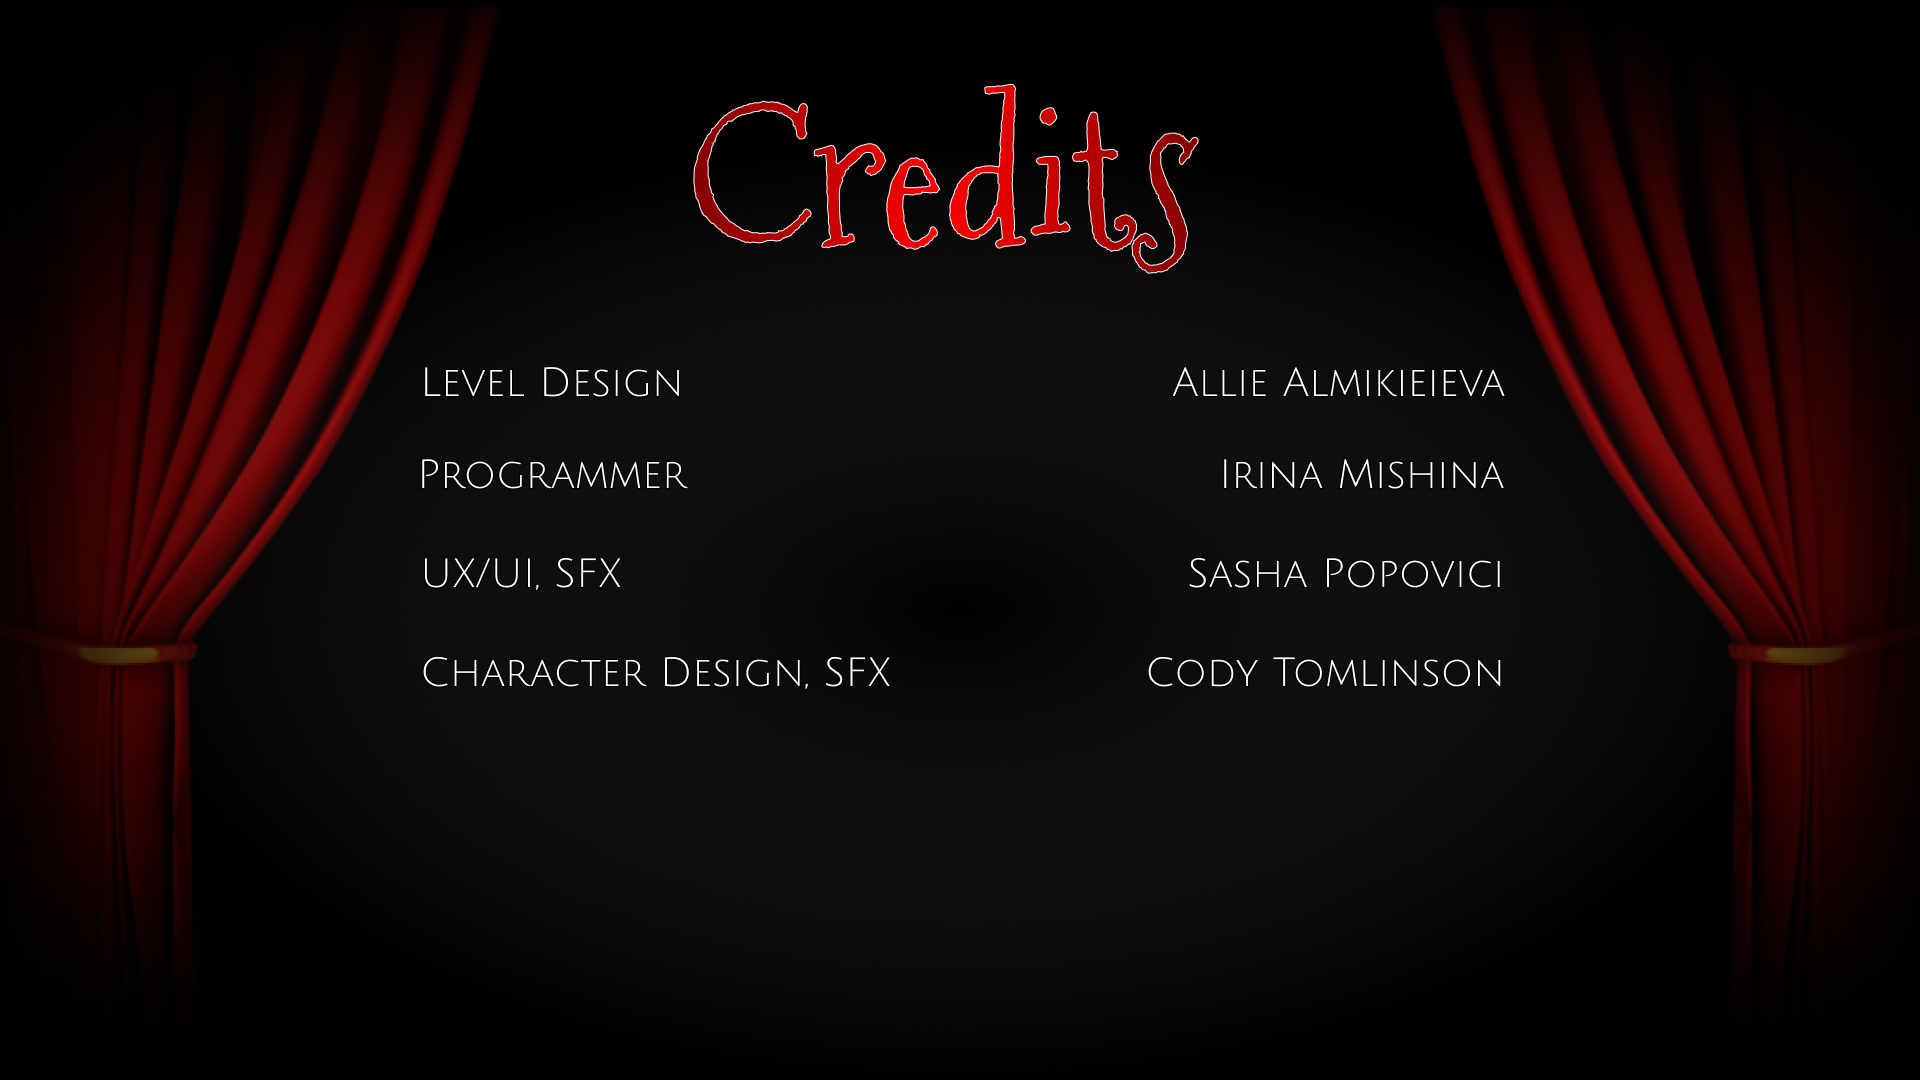 Credits
Level Design Allie Almikieieva
Programmer Irina Mishina
UX/UI, SFX Sasha Popovici
Character Design, SFX Cody Tomlinson